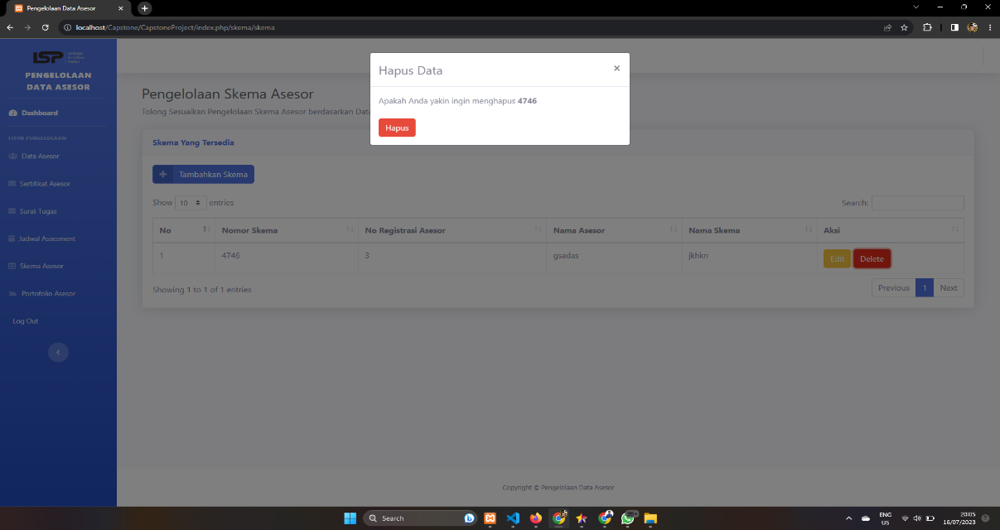 Pengelolaan Data Asesor
localhost/Capstone/CapstoneProject/index.php/skema/skema
LSP
PENGELOLAAN
DATA ASESOR
Dashboard
FITUR PENGELOLAAN
Data Asesor
Sertifikat Asesor
Surat Tugas
Jadwal Assesment
Skema Asesor
Portofolio Asesor
Log Out
Hapus Data ×
Apakah Anda yakin ingin menghapus 4746
Hapus
Pengelolaan Skema Asesor
Tolong Sesuaikan Pengelolaan Skema Asesor berdasarkan Data
Skema Yang Tersedia
+ Tambahkan Skema
Show 10 entries Search:
No Nomor Skema No Registrasi Asesor Nama Asesor Nama Skema Aksi
1 4746 3 gsadas jkhkn Edit Delete
Showing 1 to 1 of 1 entries Previous 1 Next
Copyright © Pengelolaan Data Asesor
Search 99+ ENG 20:05
US 16/07/2023